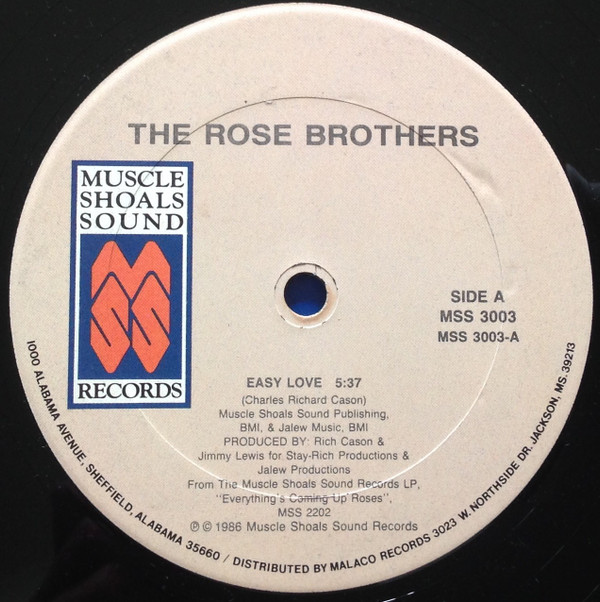 THE ROSE BROTHERS
MUSCLE
SHOALS
SOUND
MSS
RECORDS
SIDE A
MSS 3003
MSS 3003-A
EASY LOVE 5:37
(Charles Richard Cason)
Muscle Shoals Sound Publishing,
BMI, & Jalew Music, BMI
PRODUCED BY: Rich Cason &
Jimmy Lewis for Stay-Rich Productions &
Jalew Productions
From The Muscle Shoals Sound Records LP,
"Everything's Coming Up Roses",
MSS 2202
℗ © 1986 Muscle Shoals Sound Records
1000 ALABAMA AVENUE, SHEFFIELD, ALABAMA 35660 / DISTRIBUTED BY MALACO RECORDS 3023 W. NORTHSIDE DR. JACKSON, MS. 39213